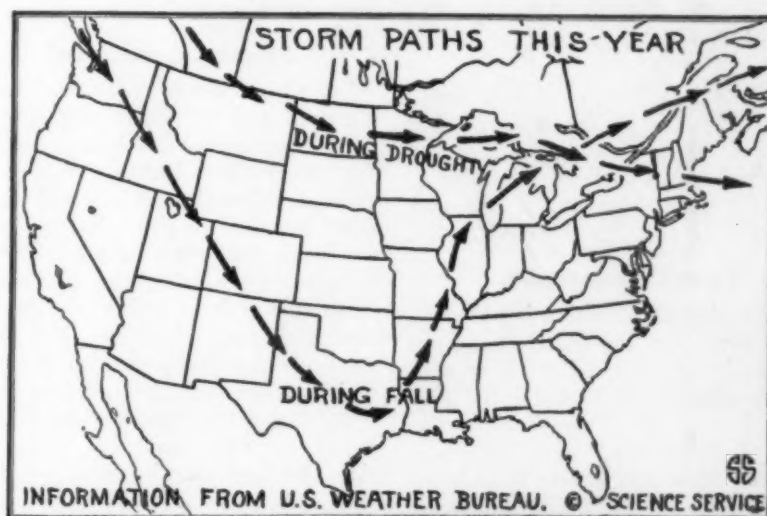 STORM PATHS THIS-YEAR
DURING DROUGHT
DURING FALL
SS
INFORMATION FROM U.S. WEATHER BUREAU. © SCIENCE SERVICE